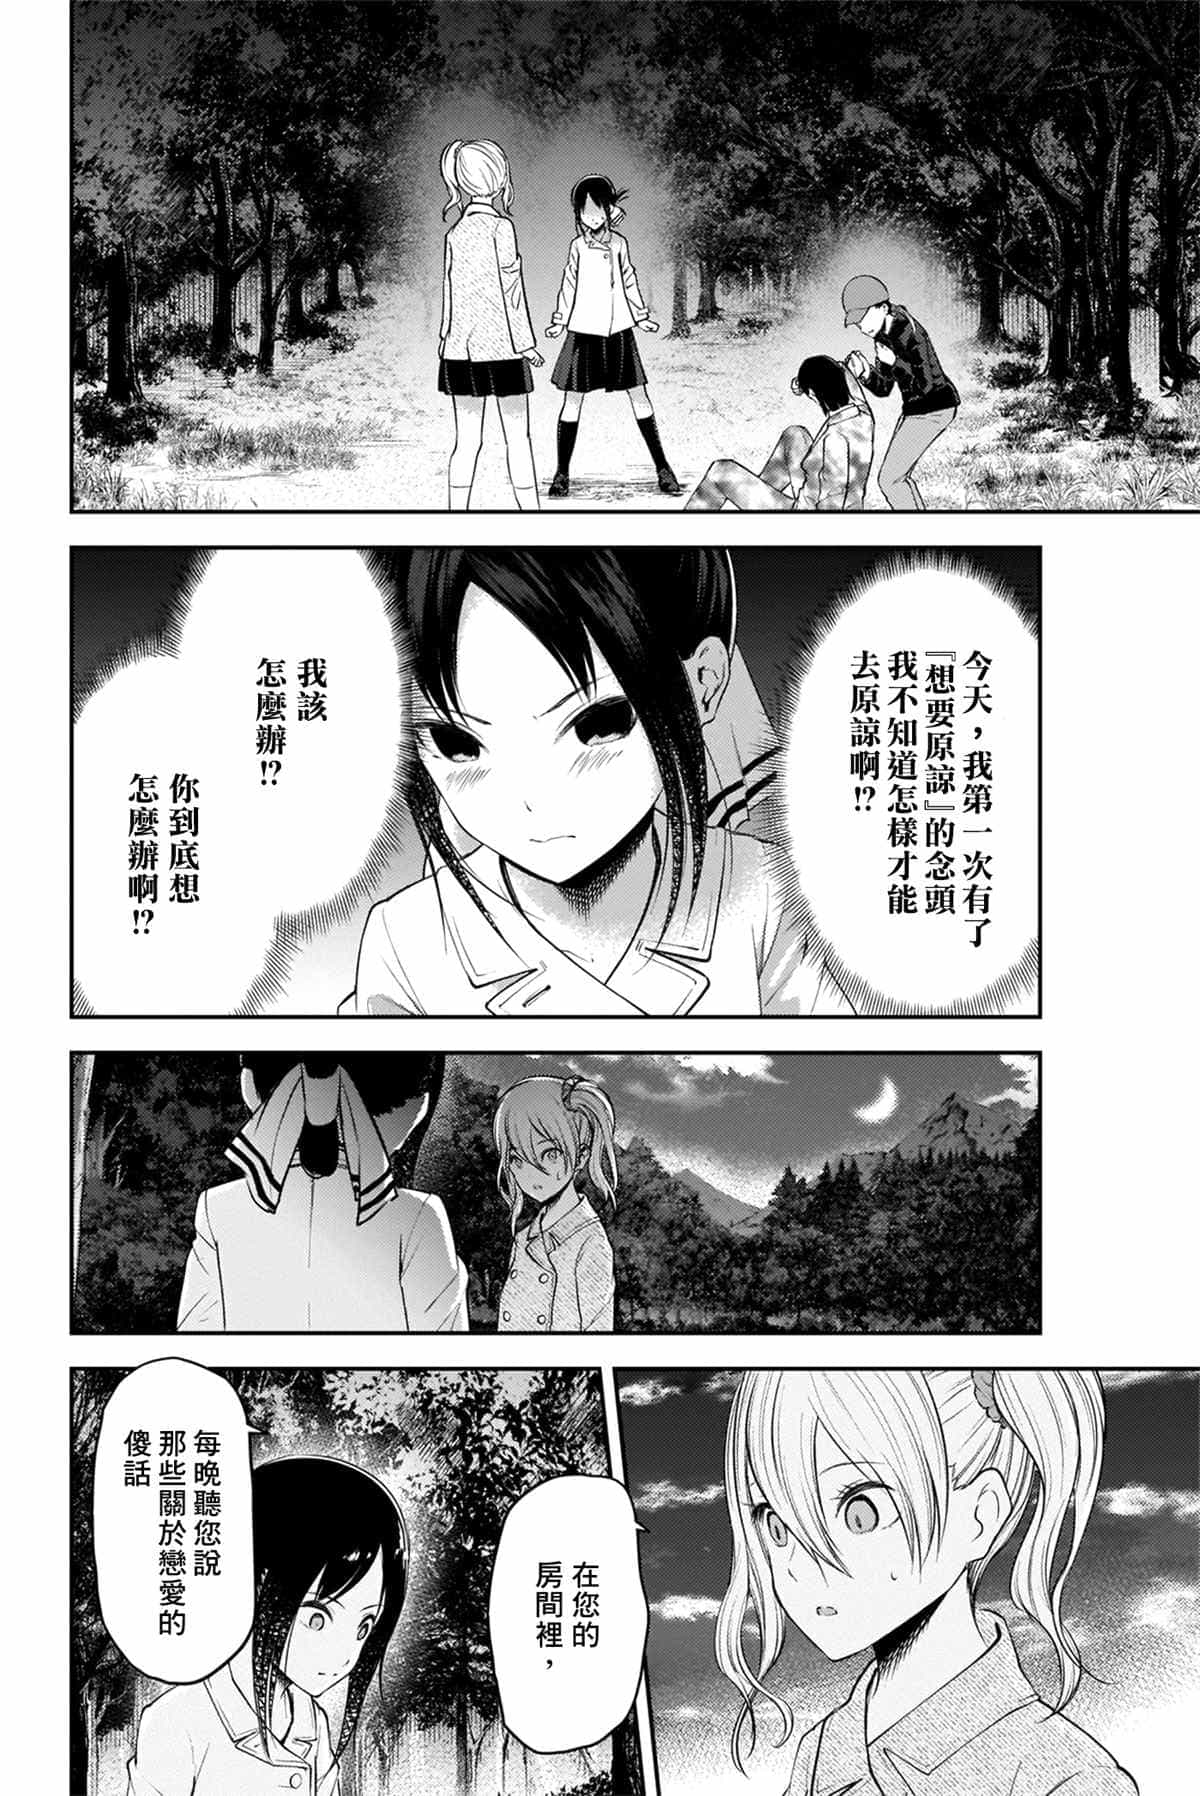 今天，我第一次有了
『想要原諒』的念頭
我不知道怎樣才能
去原諒啊!?
我該
怎麼辦!?
你到底想
怎麼辦啊!?
在您的
房間裡，
每晚聽您說
那些關於戀愛的
傻話